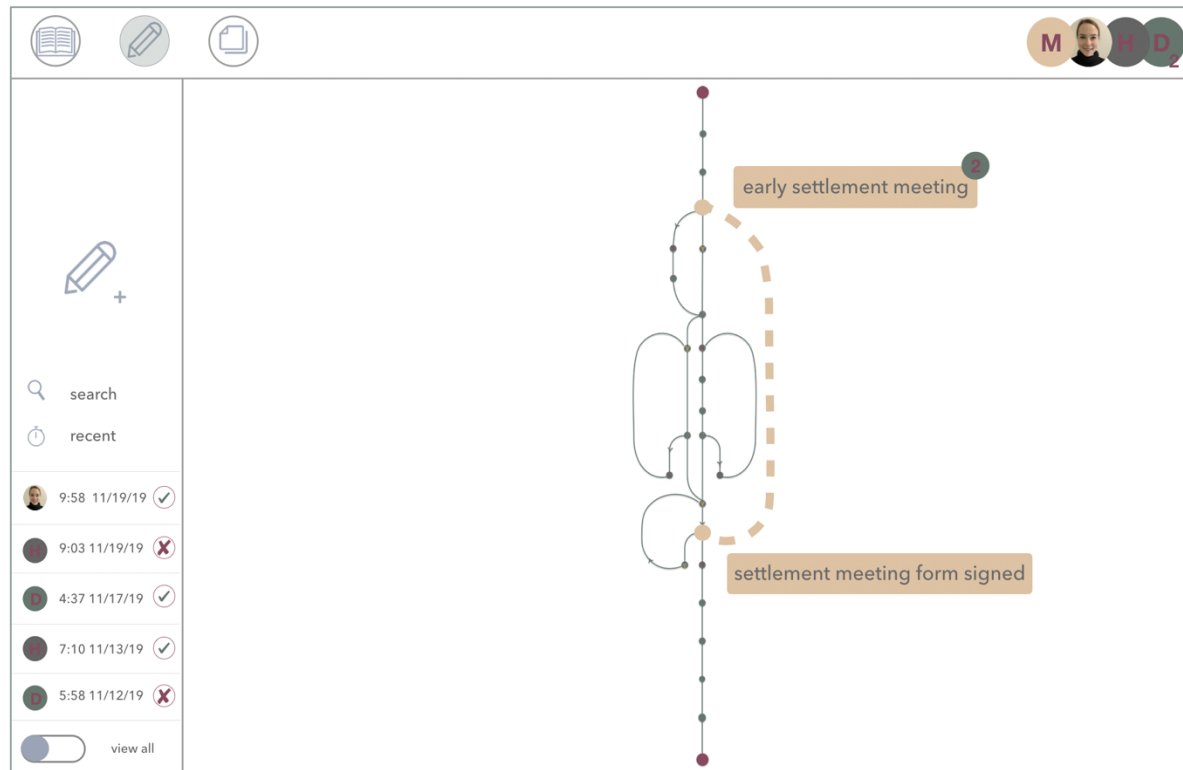 M H D
2
2
early settlement meeting
search
recent
9:58 11/19/19
H 9:03 11/19/19
D 4:37 11/17/19
H 7:10 11/13/19
D 5:58 11/12/19
settlement meeting form signed
view all